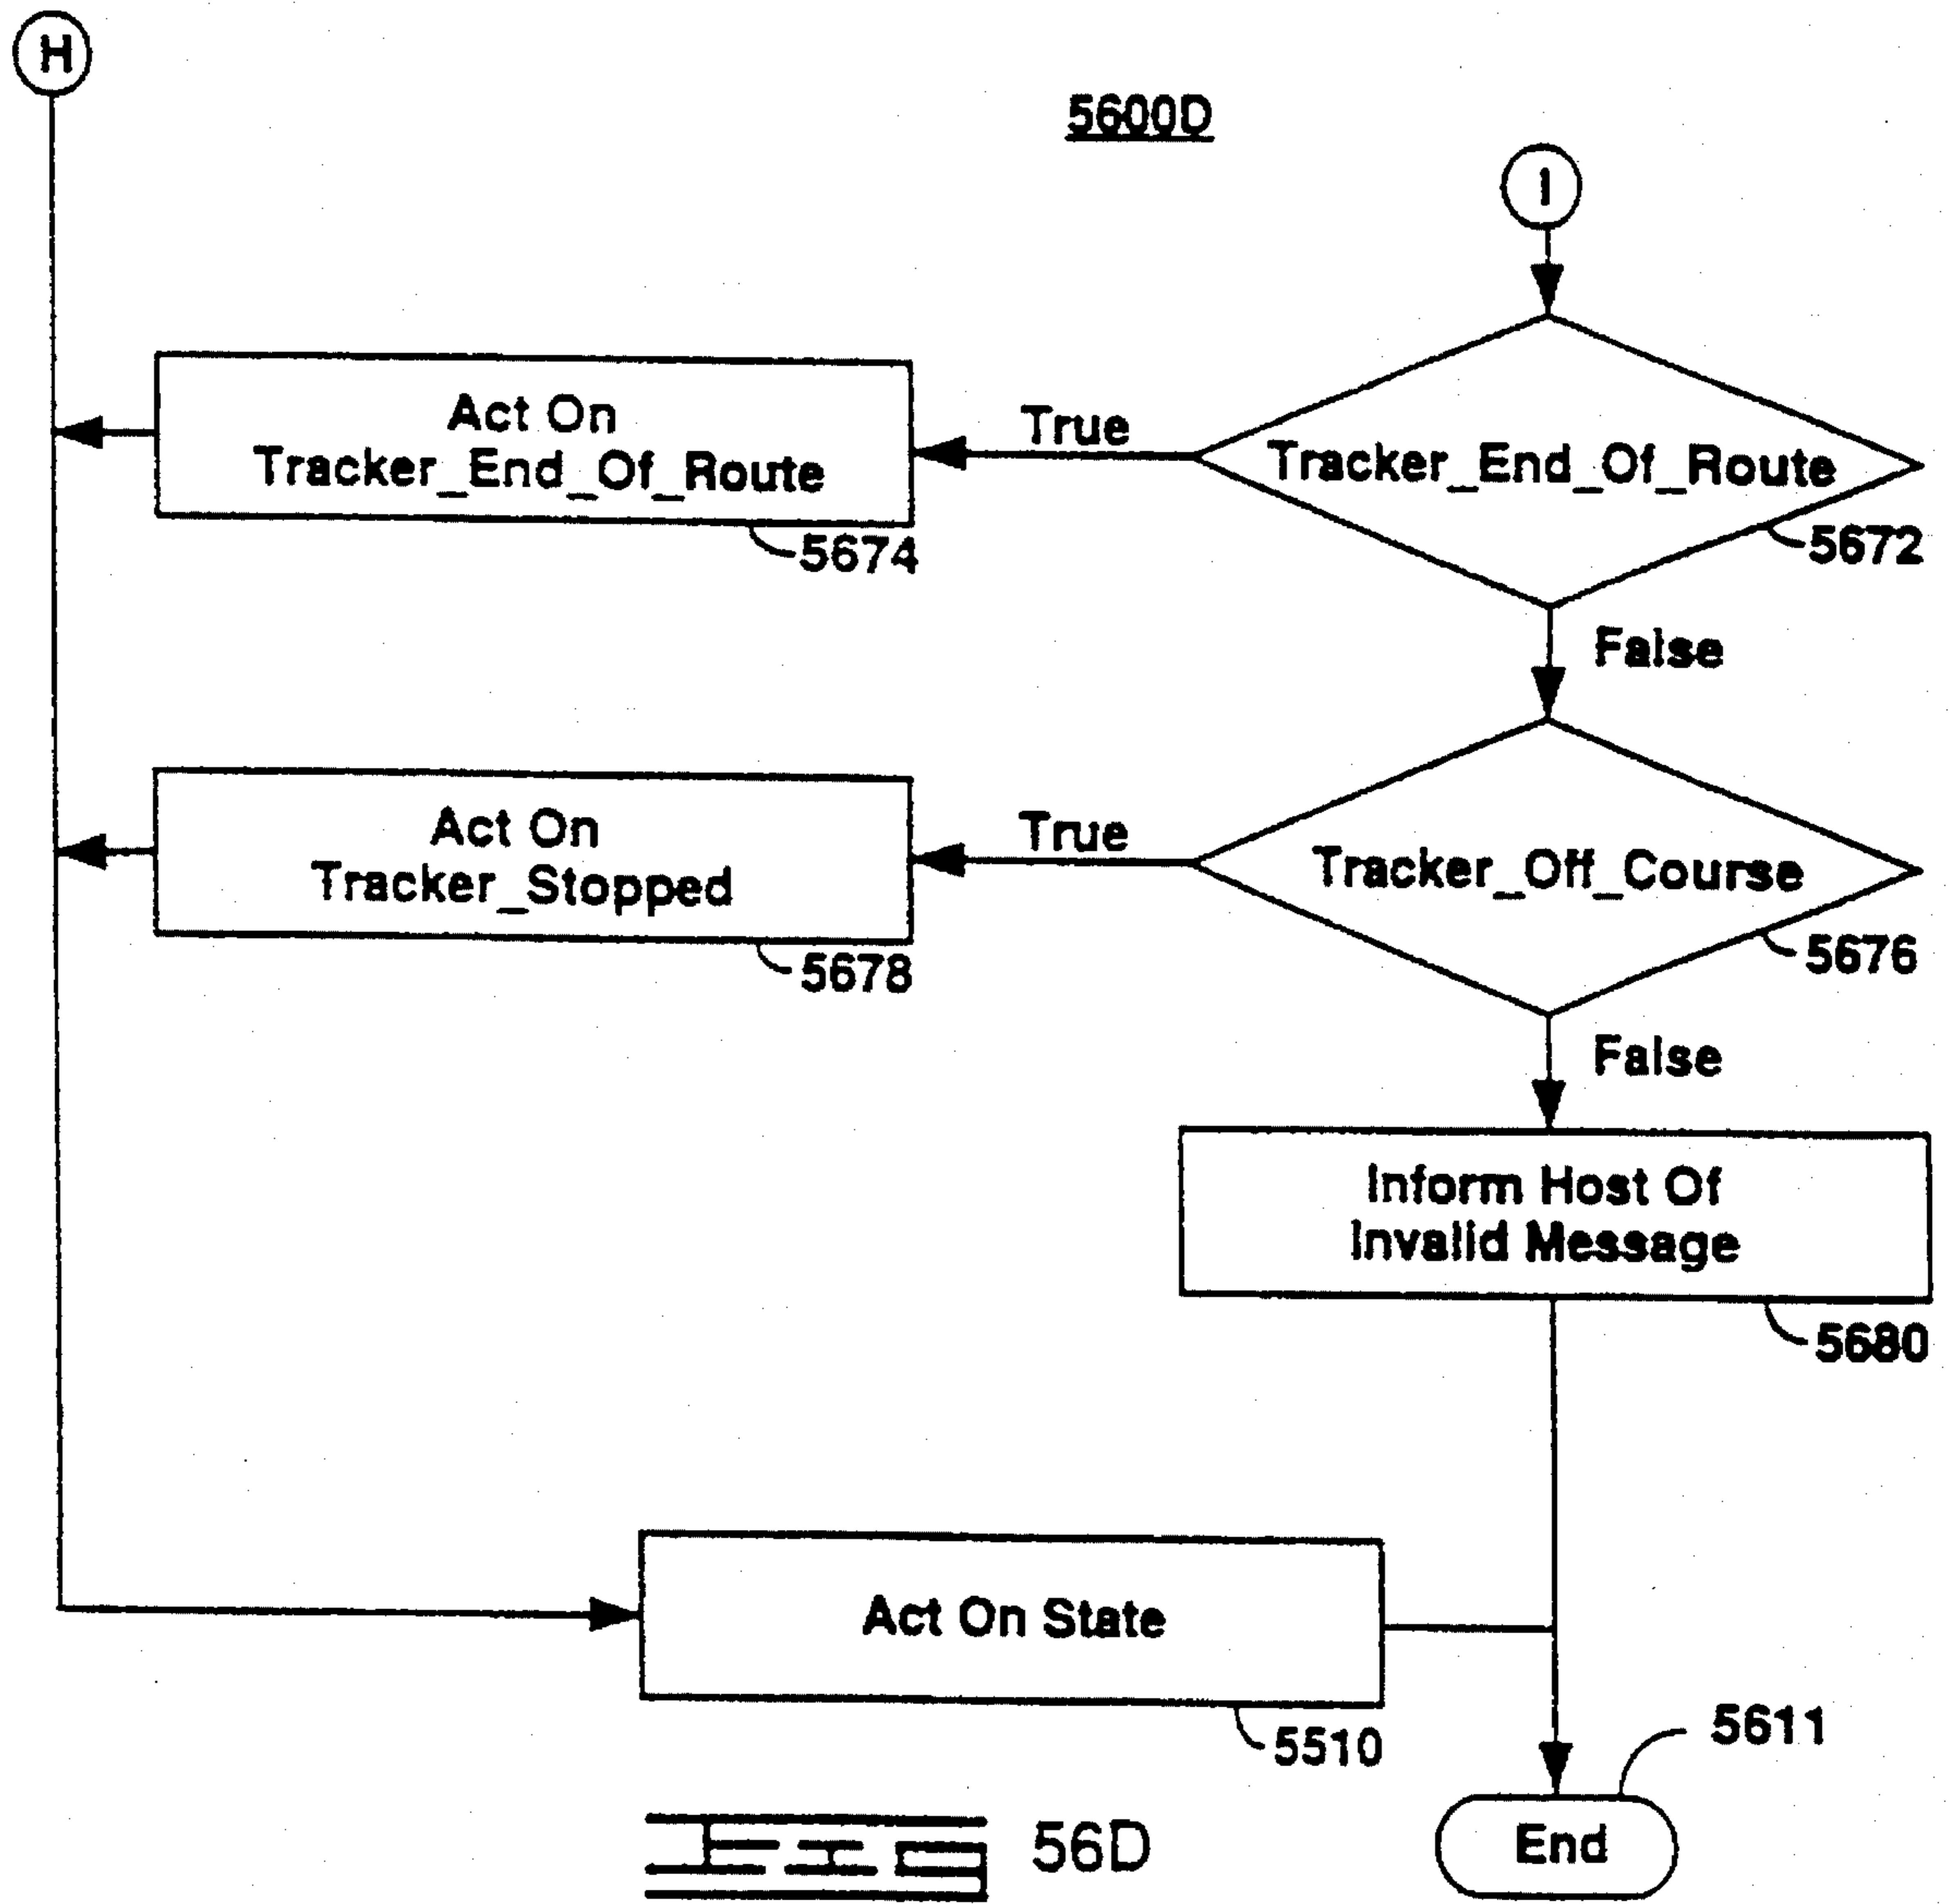 H
5600D
I
Act On
Tracker_End_Of_Route
True
Tracker_End_Of_Route
5674
5672
False
Act On
Tracker_Stopped
True
Tracker_Off_Course
5678
5676
False
Inform Host Of
Invalid Message
5680
Act On State
5510
5611
End
FIG 56D